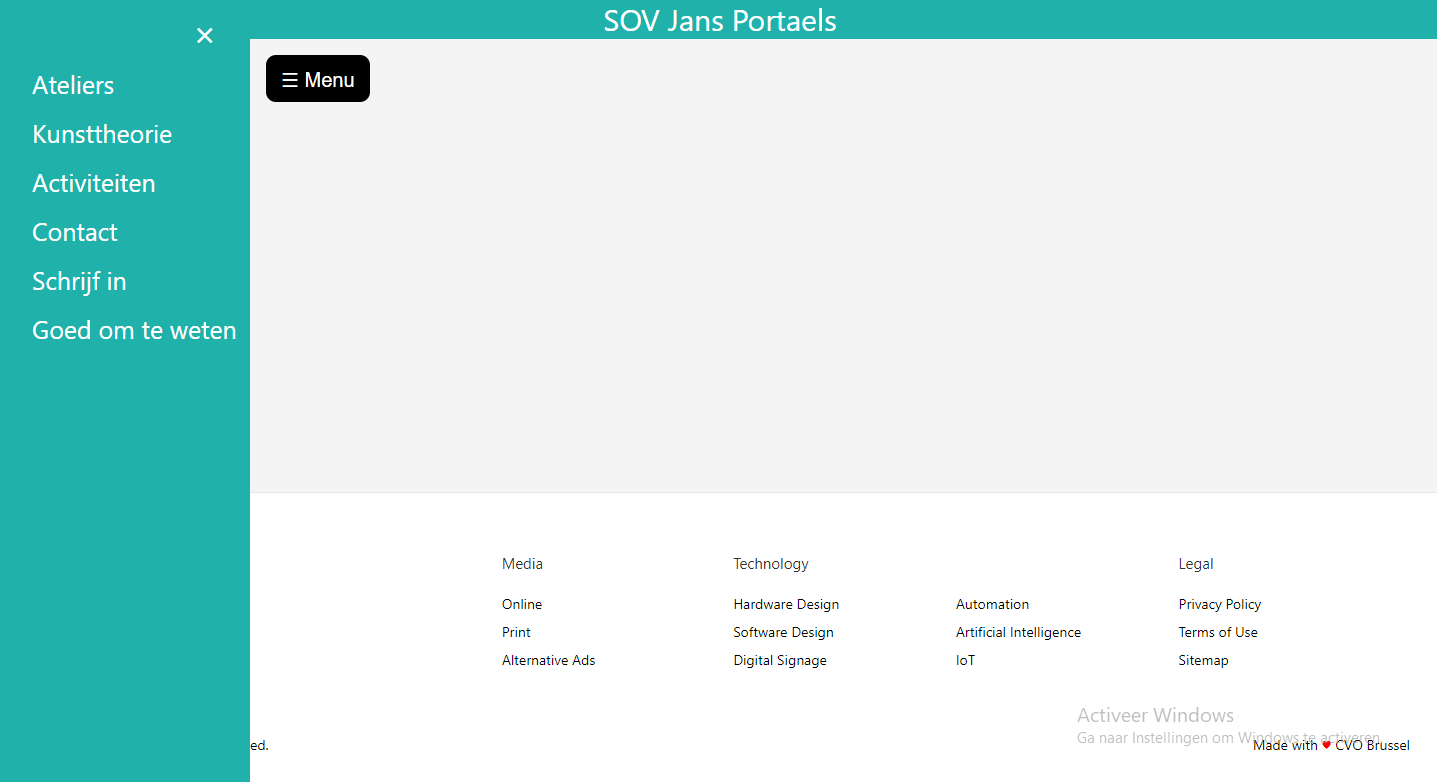 SOV Jans Portaels
×
Ateliers
Kunsttheorie
Activiteiten
Contact
Schrijf in
Goed om te weten
☰ Menu
Media
Online
Print
Alternative Ads
Technology
Hardware Design
Software Design
Digital Signage
Automation
Artificial Intelligence
IoT
Legal
Privacy Policy
Terms of Use
Sitemap
Activeer Windows
Ga naar Instellingen om Windows te activeren.
ed.
Made with ♥ CVO Brussel